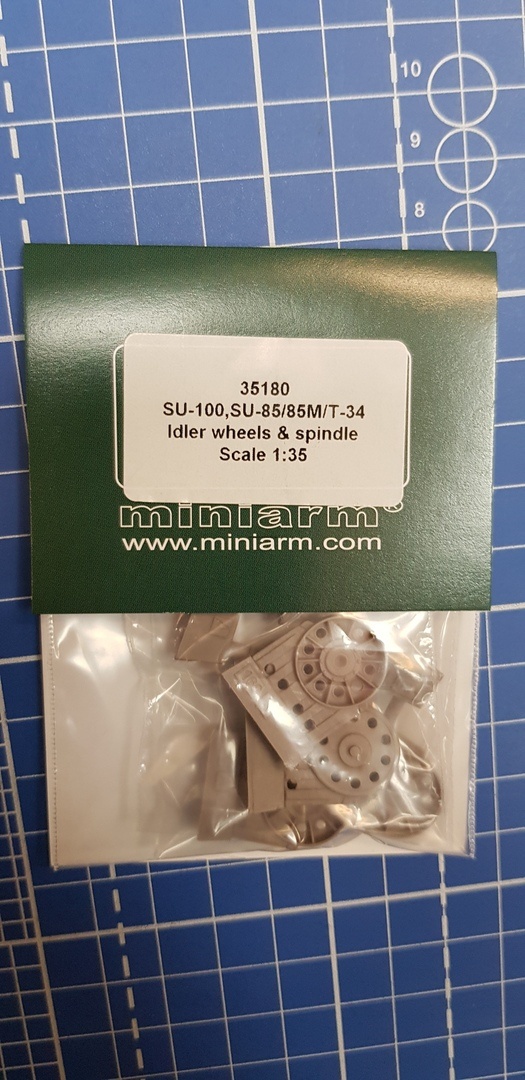 10
9
8
35180
SU-100,SU-85/85M/T-34
Idler wheels & spindle
Scale 1:35
miniarm®
www.miniarm.com